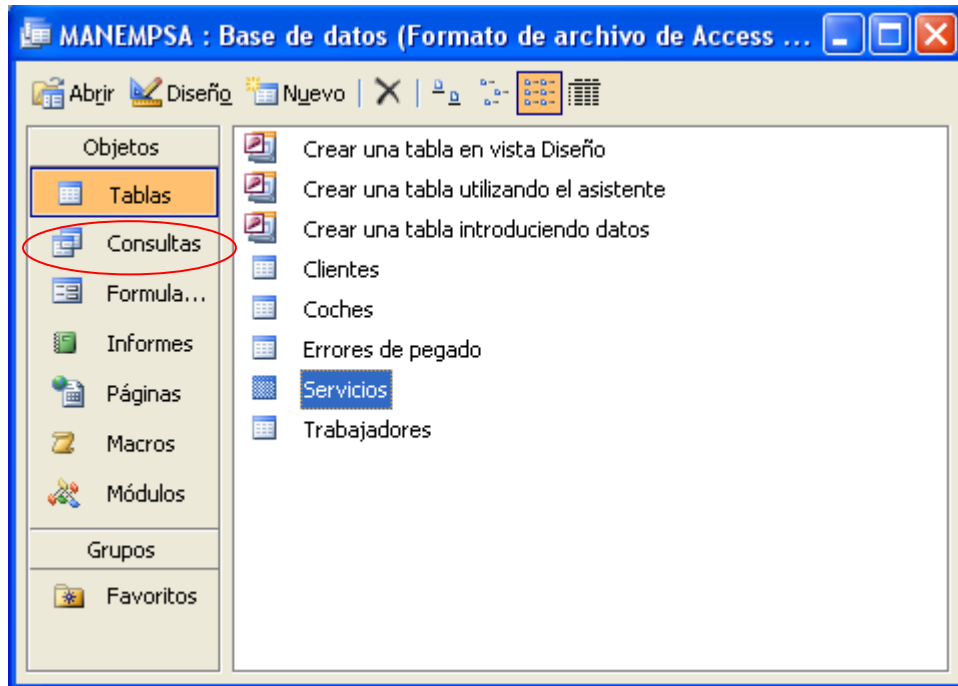 MANEMPSA : Base de datos (Formato de archivo de Access ...
Abrir Diseño Nuevo
Objetos
Tablas
Consultas
Formula...
Informes
Páginas
Macros
Módulos
Grupos
Favoritos
Crear una tabla en vista Diseño
Crear una tabla utilizando el asistente
Crear una tabla introduciendo datos
Clientes
Coches
Errores de pegado
Servicios
Trabajadores